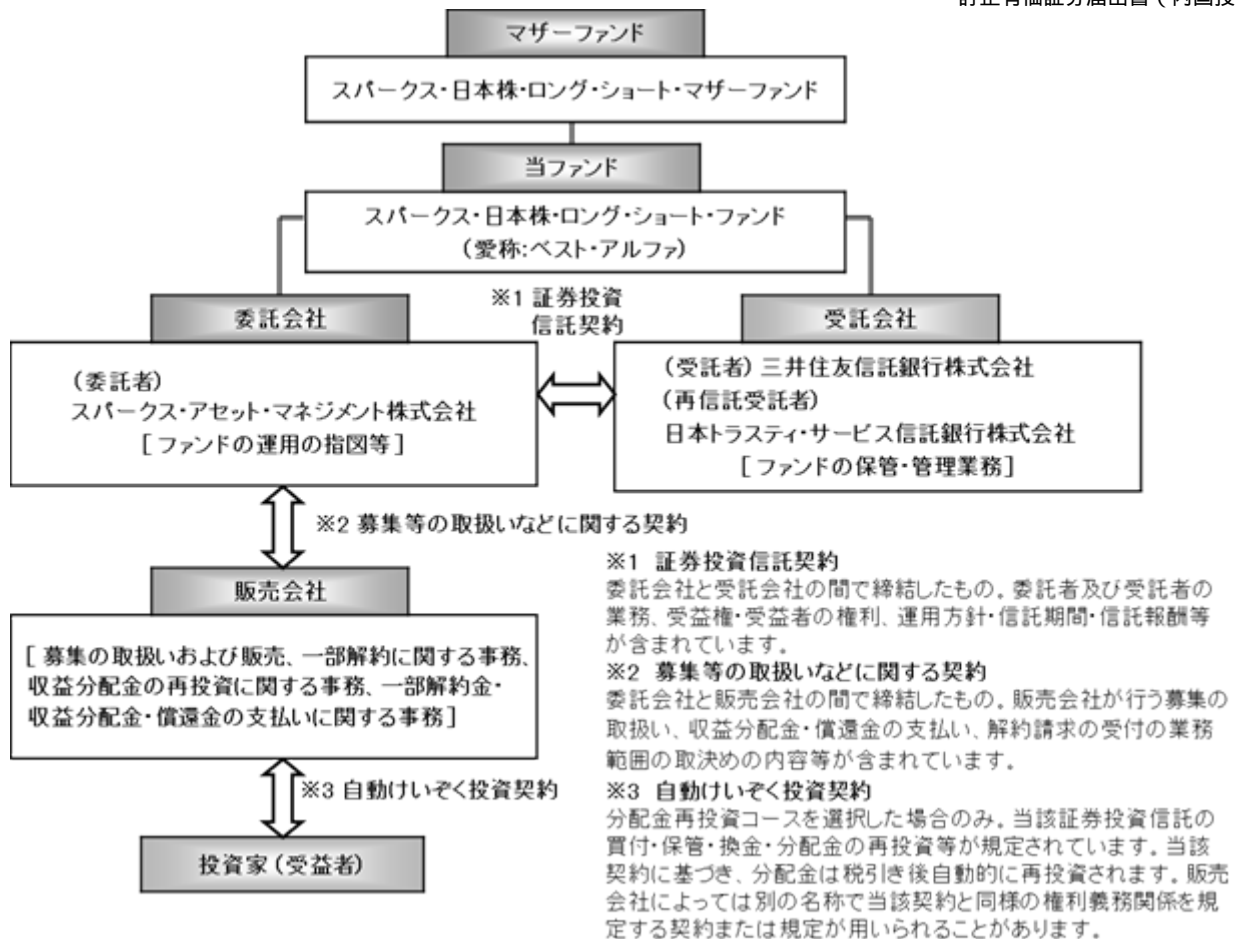 マザーファンド
スパークス・日本株・ロング・ショート・マザーファンド
当ファンド
スパークス・日本株・ロング・ショート・ファンド
(愛称:ベスト・アルファ)
※1 証券投資
信託契約
委託会社
(委託者)
スパークス・アセット・マネジメント株式会社
[ファンドの運用の指図等]
受託会社
(受託者) 三井住友信託銀行株式会社
(再信託受託者)
日本トラスティ・サービス信託銀行株式会社
[ファンドの保管・管理業務]
※2 募集等の取扱いなどに関する契約
販売会社
[募集の取扱いおよび販売、一部解約に関する事務、
収益分配金の再投資に関する事務、一部解約金・
収益分配金・償還金の支払いに関する事務]
※3 自動けいぞく投資契約
投資家(受益者)
※1 証券投資信託契約
委託会社と受託会社の間で締結したもの。委託者及び受託者の
業務、受益権・受益者の権利、運用方針・信託期間・信託報酬等
が含まれています。
※2 募集等の取扱いなどに関する契約
委託会社と販売会社の間で締結したもの。販売会社が行う募集の
取扱い、収益分配金・償還金の支払い、解約請求の受付の業務
範囲の取決めの内容等が含まれています。
※3 自動けいぞく投資契約
分配金再投資コースを選択した場合のみ。当該証券投資信託の
買付・保管・換金・分配金の再投資等が規定されています。当該
契約に基づき、分配金は税引き後自動的に再投資されます。販売
会社によっては別の名称で当該契約と同様の権利義務関係を規
定する契約または規定が用いられることがあります。